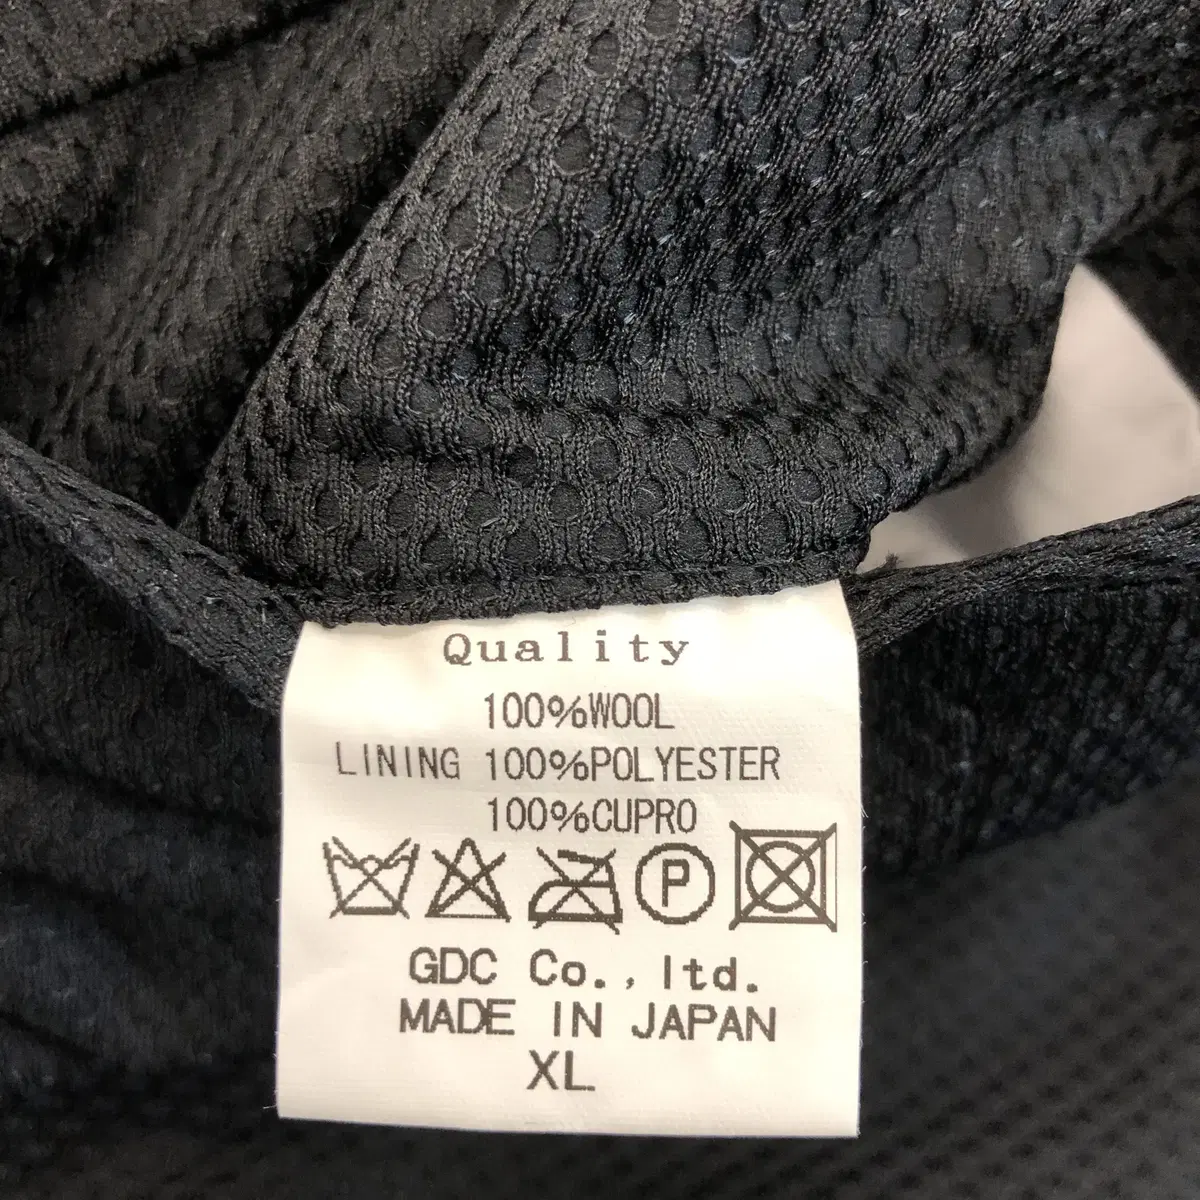 Quality
100%WOOL
LINING 100%POLYESTER
100%CUPRO
P
GDC Co., ltd.
MADE IN JAPAN
XL